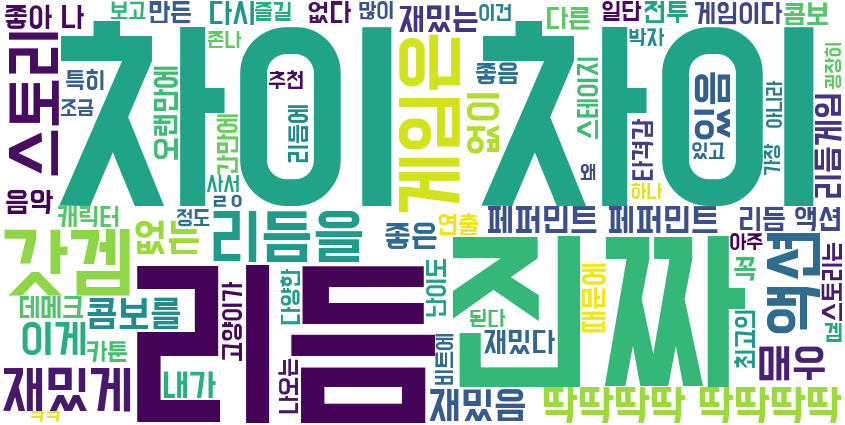 좋아 나
보고
만든
다시
즐길
없다
많이
재밌는
이건
다른
일단
전투
게임이다
콤보
스토리
차이 차이
존나
박자
굉장히
특히
조금
오랜만에
간만에
추천
리듬에
게임은
좋음
없이
스테이지
왜
타격감
있음
있고
가장
아니라
리듬게임
음악
살ㅇ
사서
하나
캐릭터
정도
리듬을
없는
좋은
연출
페퍼민트 페퍼민트
리듬 액션
갓겜
아주
꼭
액션
스토리는
데메크
콤보를
고양이가
리듬
다양한
난이도
진짜
때문에
된다
재밌다
최고의
겜
이게
카툰
비트에
매우
재밌게
내가
나오는
재밌음
딱딱딱딱 딱딱딱딱
ㅋㅋ